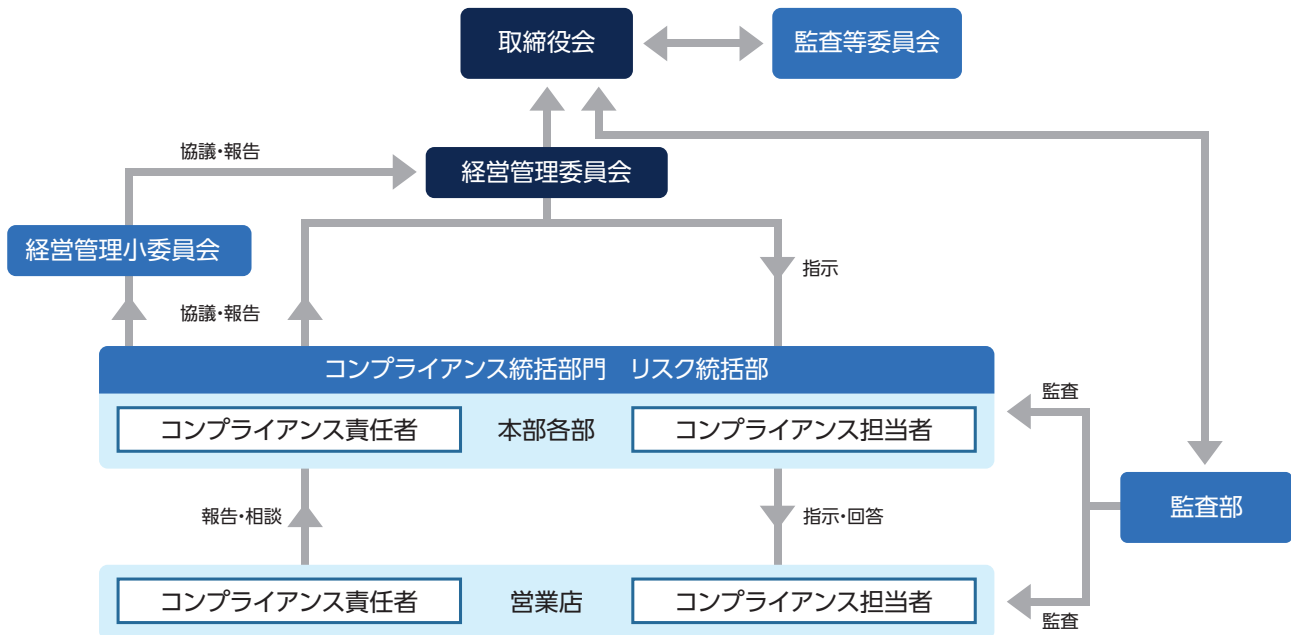 取締役会
監査等委員会
協議・報告
経営管理委員会
経営管理小委員会
指示
協議・報告
コンプライアンス統括部門　リスク統括部
監査
コンプライアンス責任者
本部各部
コンプライアンス担当者
監査部
報告・相談
指示・回答
コンプライアンス責任者
営業店
コンプライアンス担当者
監査